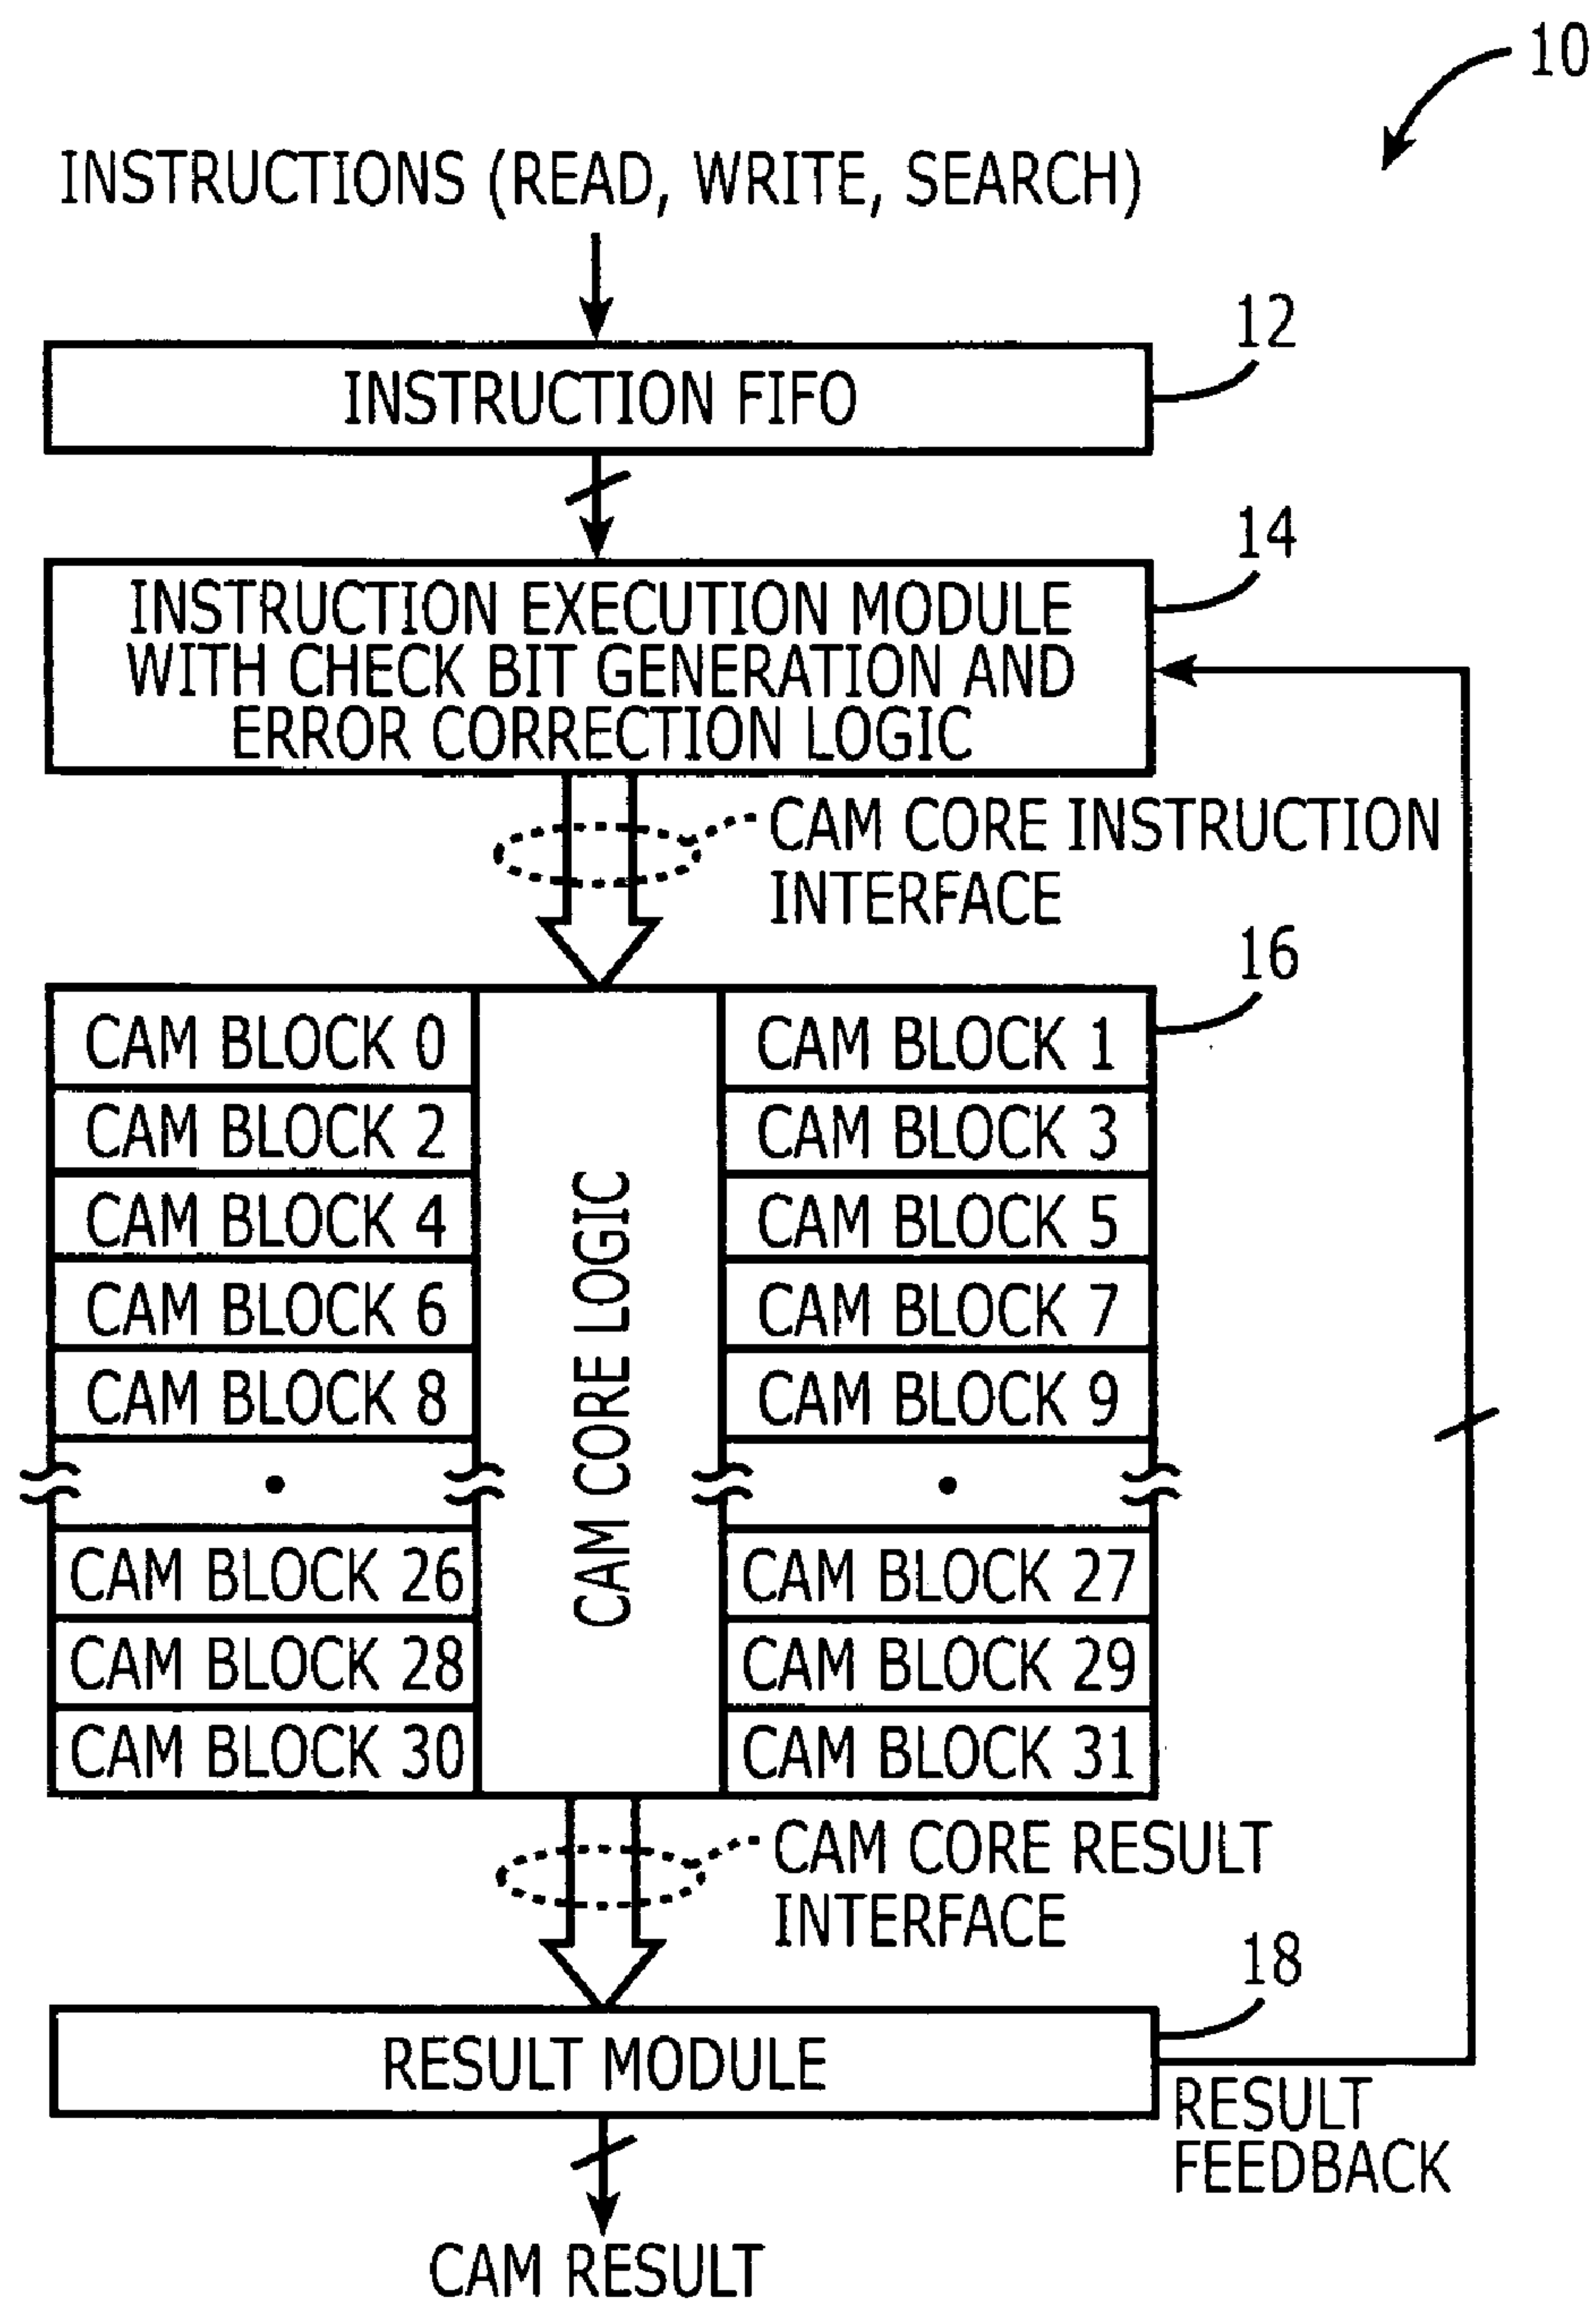 10
INSTRUCTIONS (READ, WRITE, SEARCH)
12
INSTRUCTION FIFO
14
INSTRUCTION EXECUTION MODULE
WITH CHECK BIT GENERATION AND
ERROR CORRECTION LOGIC
CAM CORE INSTRUCTION
INTERFACE
16
CAM BLOCK 0
CAM BLOCK 2
CAM BLOCK 4
CAM BLOCK 6
CAM BLOCK 8
CAM BLOCK 26
CAM BLOCK 28
CAM BLOCK 30
CAM CORE LOGIC
CAM BLOCK 1
CAM BLOCK 3
CAM BLOCK 5
CAM BLOCK 7
CAM BLOCK 9
CAM BLOCK 27
CAM BLOCK 29
CAM BLOCK 31
CAM CORE RESULT
INTERFACE
18
RESULT MODULE
RESULT
FEEDBACK
CAM RESULT